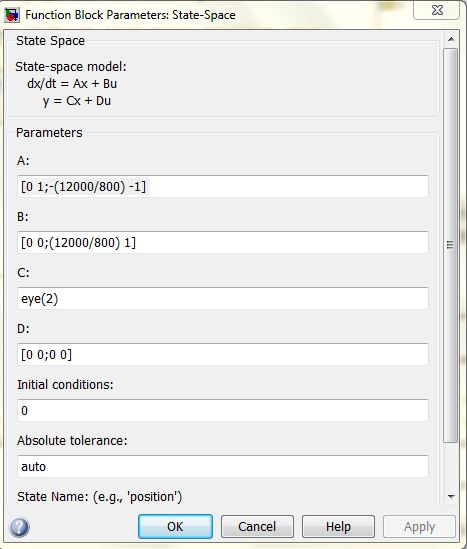 Function Block Parameters: State-Space
State Space
State-space model:
dx/dt = Ax + Bu
y = Cx + Du
Parameters
A:
[0 1;-(12000/800) -1]
B:
[0 0;(12000/800) 1]
C:
eye(2)
D:
[0 0;0 0]
Initial conditions:
0
Absolute tolerance:
auto
State Name: (e.g., 'position')
OK Cancel Help Apply